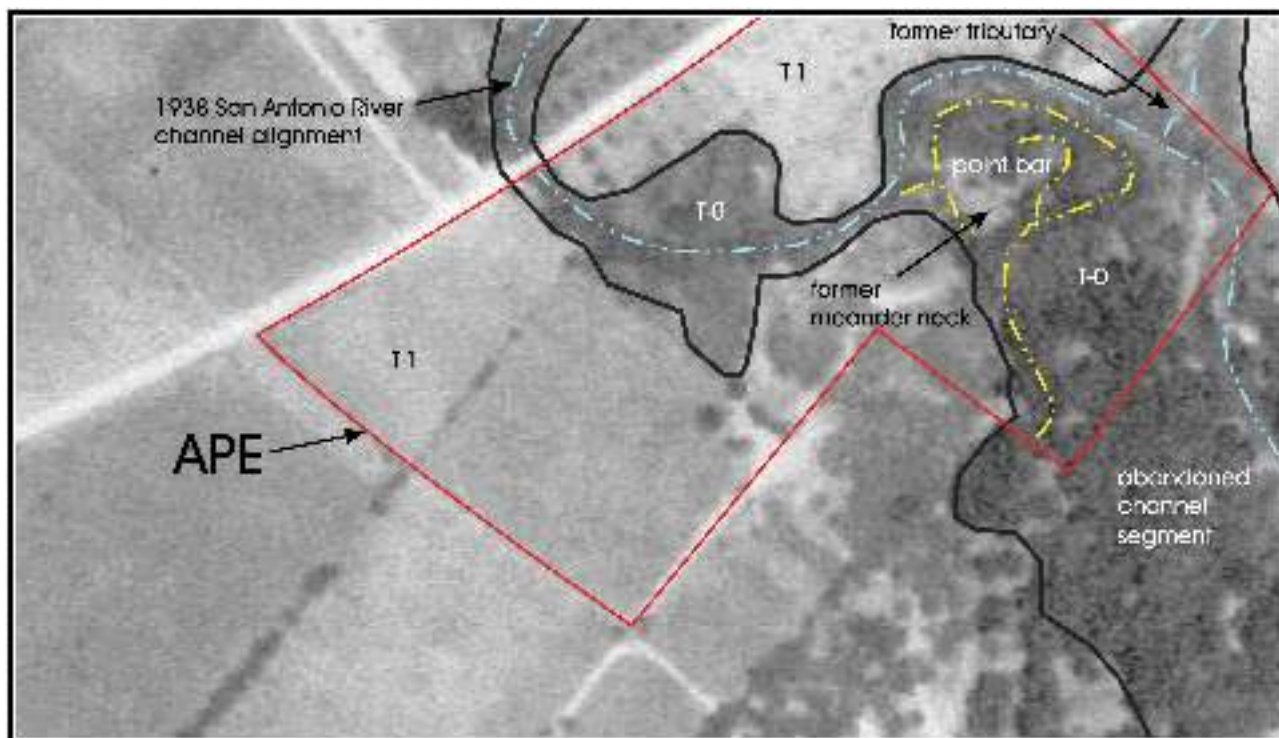 former tributary
T-1
1938 San Antonio River
channel alignment
point bar
T-0
T-0
former
meander neck
T-1
APE
abandoned
channel
segment